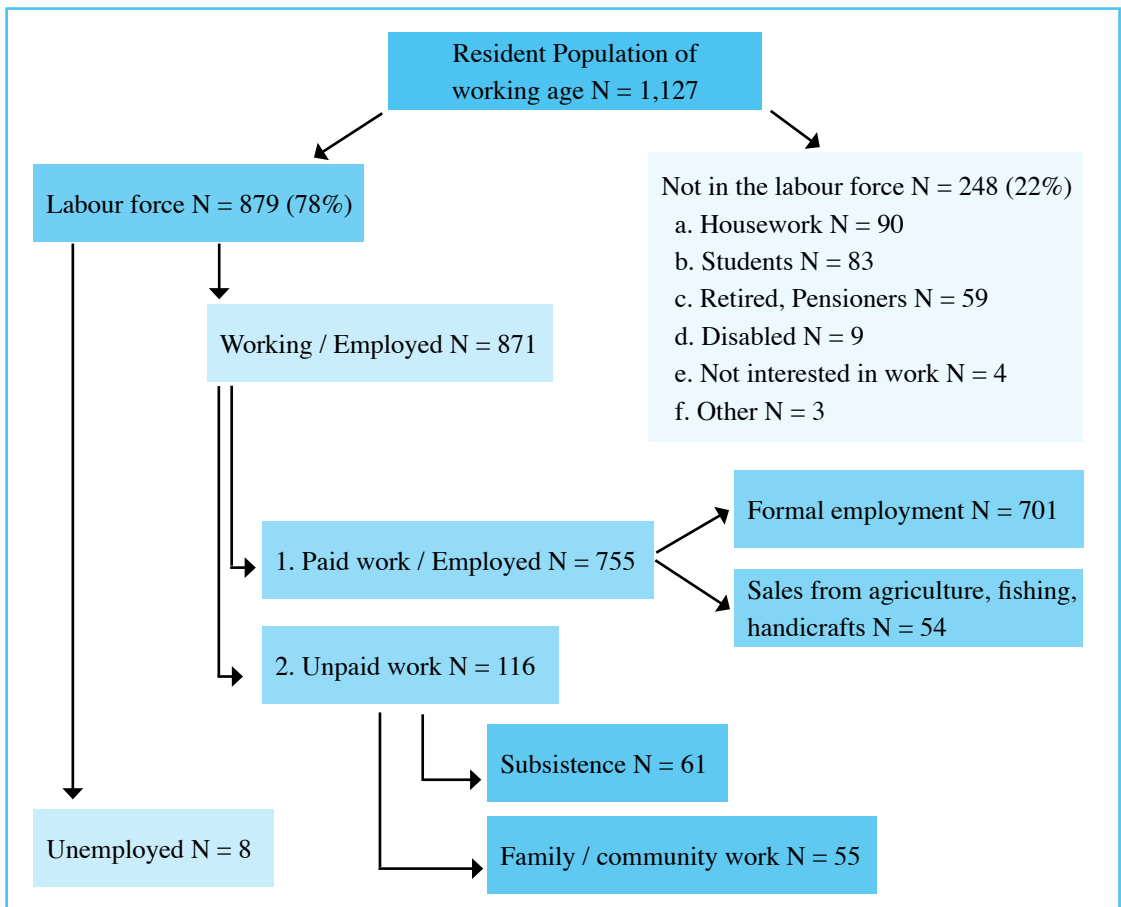 Resident Population of
working age N = 1,127
Labour force N = 879 (78%)
Not in the labour force N = 248 (22%)
a. Housework N = 90
b. Students N = 83
c. Retired, Pensioners N = 59
d. Disabled N = 9
e. Not interested in work N = 4
f. Other N = 3
Working / Employed N = 871
1. Paid work / Employed N = 755
Formal employment N = 701
Sales from agriculture, fishing,
handicrafts N = 54
2. Unpaid work N = 116
Subsistence N = 61
Family / community work N = 55
Unemployed N = 8